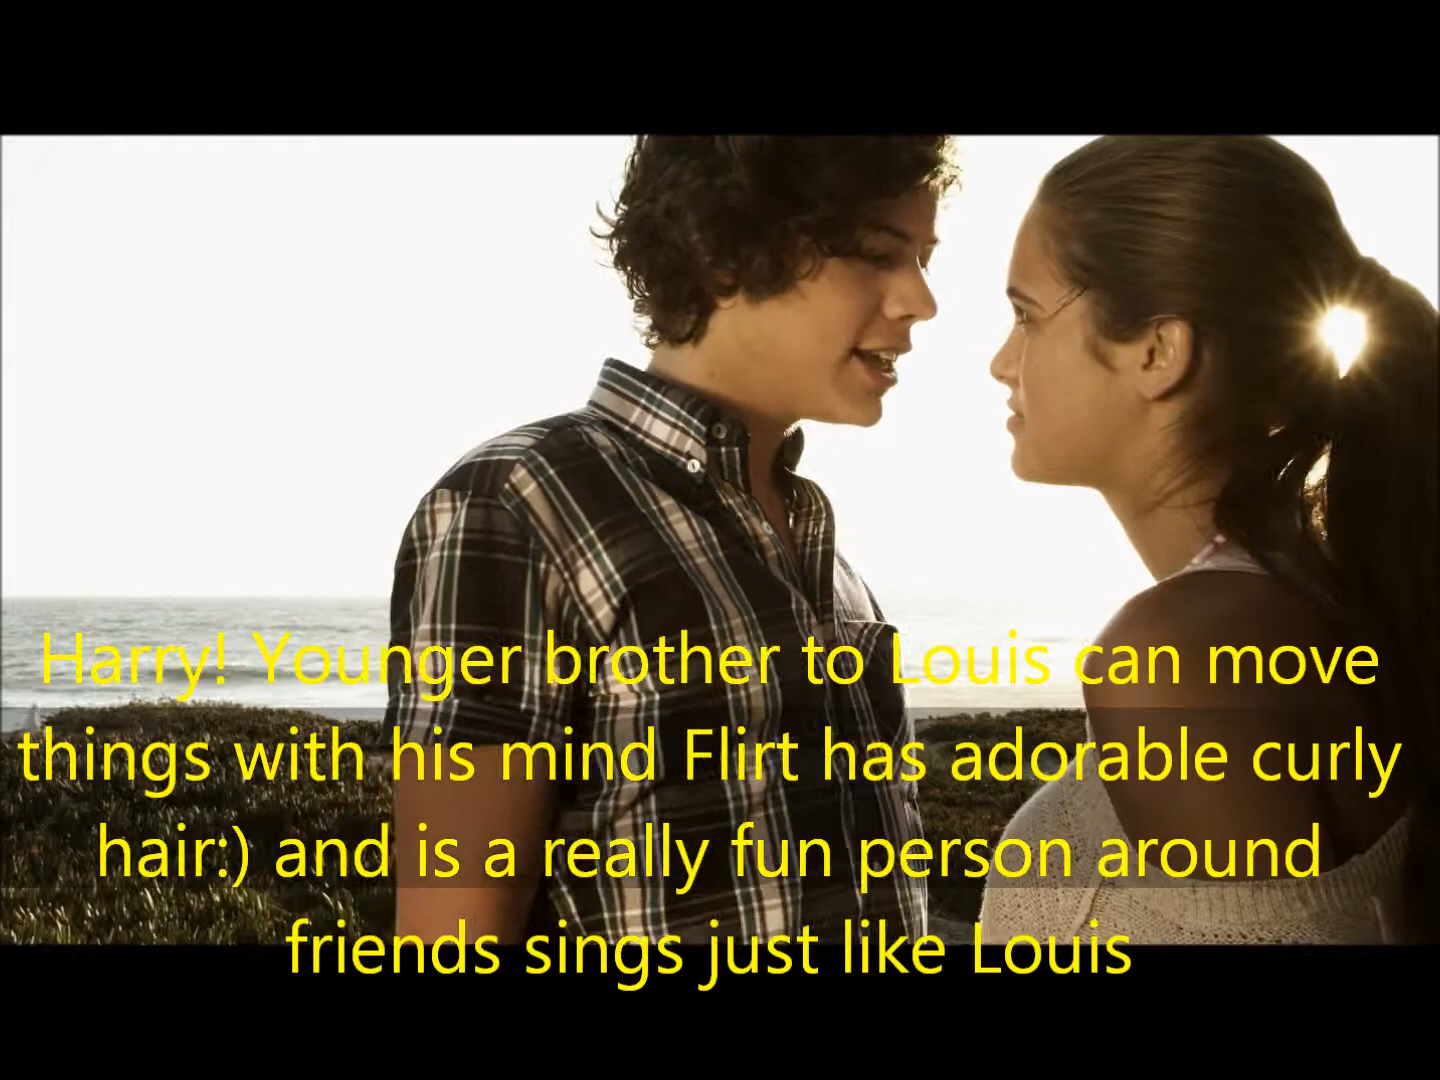 Harry! Younger brother to Louis can move
things with his mind Flirt has adorable curly
hair:) and is a really fun person around
friends sings just like Louis